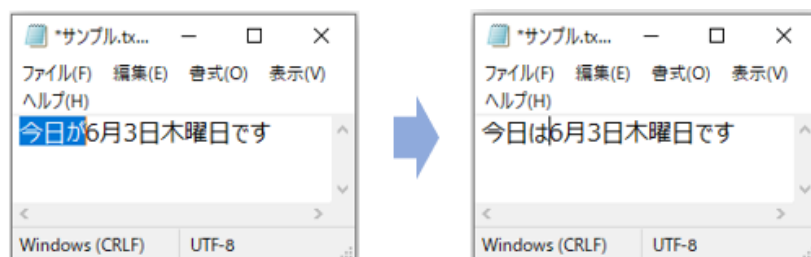 *サンプル.tx...
ファイル(F) 編集(E) 書式(O) 表示(V)
ヘルプ(H)
今日が6月3日木曜日です
Windows (CRLF) UTF-8
*サンプル.tx...
ファイル(F) 編集(E) 書式(O) 表示(V)
ヘルプ(H)
今日は6月3日木曜日です
Windows (CRLF) UTF-8